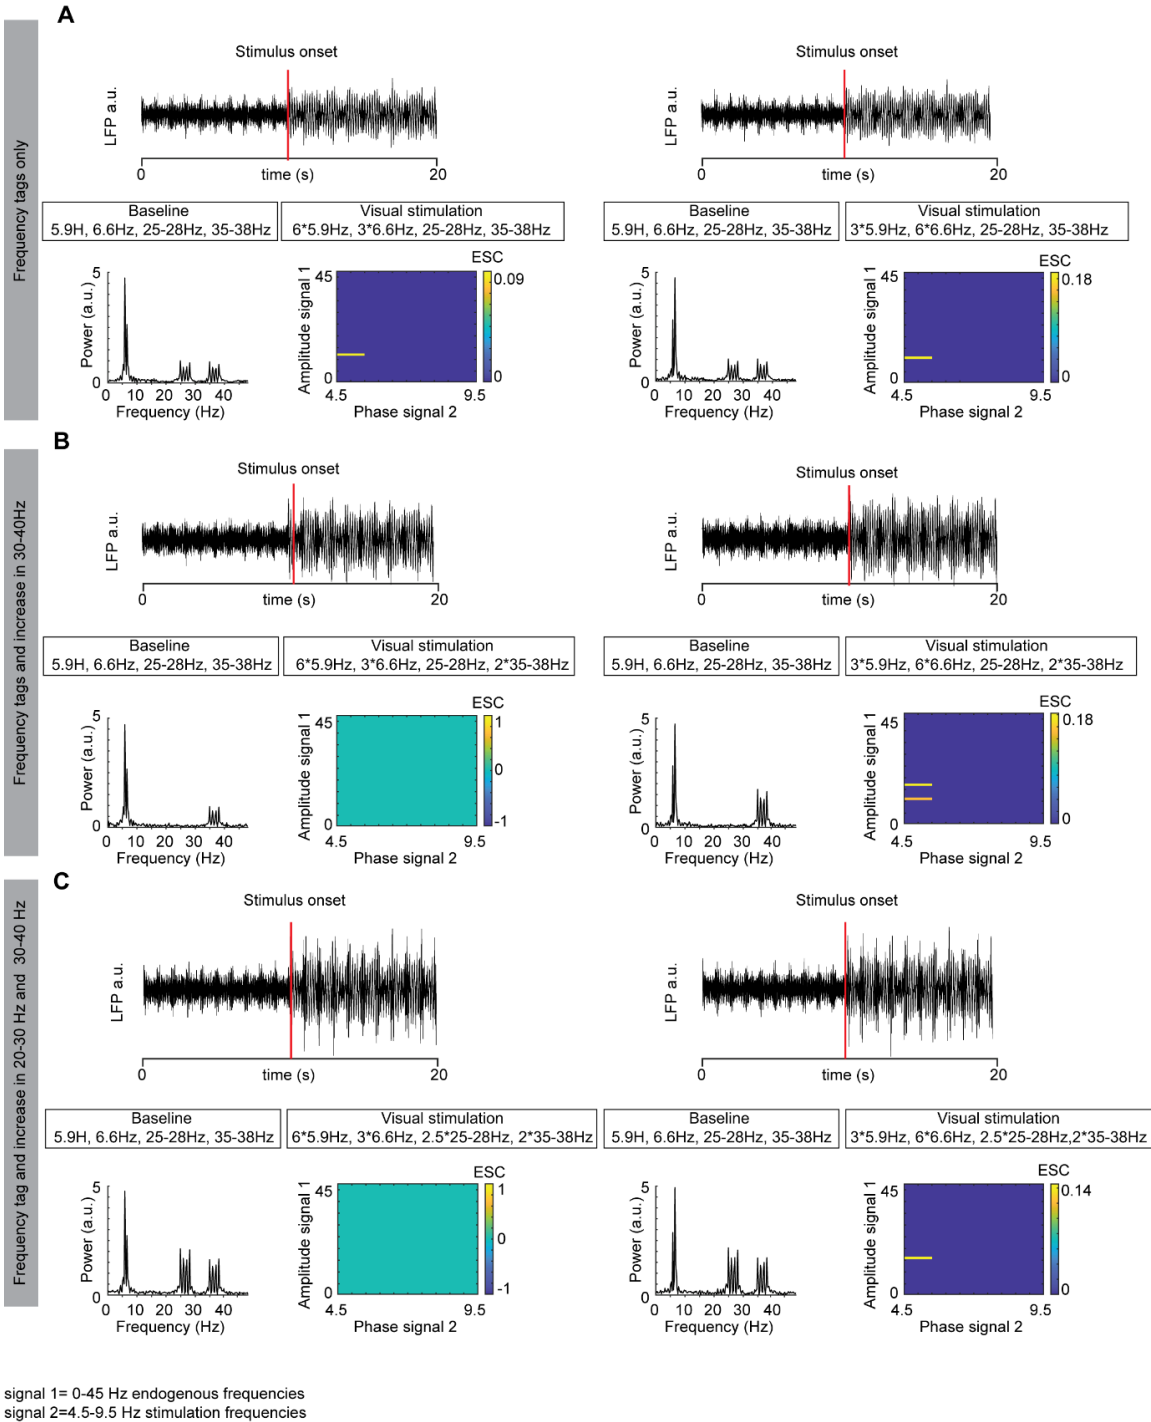 A
Frequency tags only
Stimulus onset
LFP a.u.
0
time (s)
20
Stimulus onset
LFP a.u.
0
time (s)
20
Baseline
5.9H, 6.6Hz, 25-28Hz, 35-38Hz
Visual stimulation
6*5.9Hz, 3*6.6Hz, 25-28Hz, 35-38Hz
Baseline
5.9H, 6.6Hz, 25-28Hz, 35-38Hz
Visual stimulation
3*5.9Hz, 6*6.6Hz, 25-28Hz, 35-38Hz
5
Power (a.u.)
0
0 10 20 30 40
Frequency (Hz)
ESC
45
Amplitude signal 1
0
4.5 9.5
Phase signal 2
0.09
0
5
Power (a.u.)
0
0 10 20 30 40
Frequency (Hz)
ESC
45
Amplitude signal 1
0
4.5 9.5
Phase signal 2
0.18
0
B
Frequency tags and increase in 30-40Hz
Stimulus onset
LFP a.u.
0
time (s)
20
Stimulus onset
LFP a.u.
0
time (s)
20
Baseline
5.9H, 6.6Hz, 25-28Hz, 35-38Hz
Visual stimulation
6*5.9Hz, 3*6.6Hz, 25-28Hz, 2*35-38Hz
Baseline
5.9H, 6.6Hz, 25-28Hz, 35-38Hz
Visual stimulation
3*5.9Hz, 6*6.6Hz, 25-28Hz, 2*35-38Hz
5
Power (a.u.)
0
0 10 20 30 40
Frequency (Hz)
ESC
45
Amplitude signal 1
0
4.5 9.5
Phase signal 2
1
0
-1
5
Power (a.u.)
0
0 10 20 30 40
Frequency (Hz)
ESC
45
Amplitude signal 1
0
4.5 9.5
Phase signal 2
0.18
0
C
Frequency tag and increase in 20-30 Hz and 30-40 Hz
Stimulus onset
LFP a.u.
0
time (s)
20
Stimulus onset
LFP a.u.
0
time (s)
20
Baseline
5.9H, 6.6Hz, 25-28Hz, 35-38Hz
Visual stimulation
6*5.9Hz, 3*6.6Hz, 2.5*25-28Hz, 2*35-38Hz
Baseline
5.9H, 6.6Hz, 25-28Hz, 35-38Hz
Visual stimulation
3*5.9Hz, 6*6.6Hz, 2.5*25-28Hz,2*35-38Hz
5
Power (a.u.)
0
0 10 20 30 40
Frequency (Hz)
ESC
45
Amplitude signal 1
0
4.5 9.5
Phase signal 2
1
0
-1
5
Power (a.u.)
0
0 10 20 30 40
Frequency (Hz)
ESC
45
Amplitude signal 1
0
4.5 9.5
Phase signal 2
0.14
0
signal 1= 0-45 Hz endogenous frequencies
signal 2=4.5-9.5 Hz stimulation frequencies